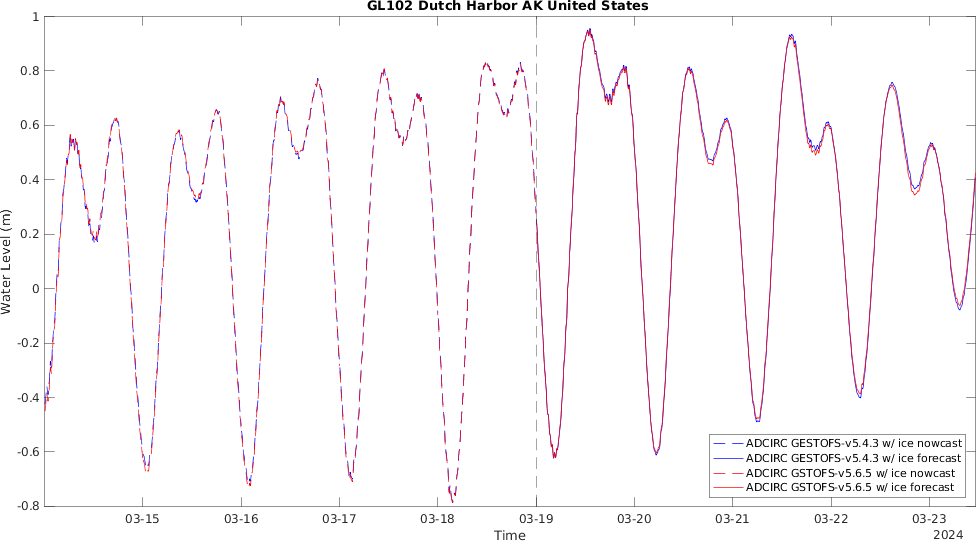 GL102 Dutch Harbor AK United States
1
0.8
0.6
0.4
0.2
0
-0.2
-0.4
-0.6
-0.8
Water Level (m)
03-15
03-16
03-17
03-18
03-19
03-20
03-21
03-22
03-23
Time
2024
ADCIRC GESTOFS-v5.4.3 w/ ice nowcast
ADCIRC GESTOFS-v5.4.3 w/ ice forecast
ADCIRC GSTOFS-v5.6.5 w/ ice nowcast
ADCIRC GSTOFS-v5.6.5 w/ ice forecast